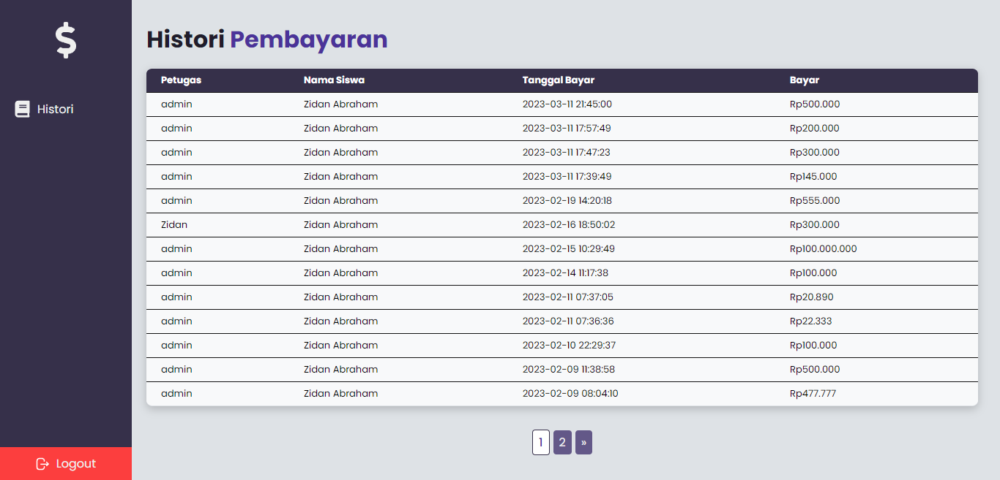 $
Histori
Logout
Histori Pembayaran
Petugas Nama Siswa Tanggal Bayar Bayar
admin Zidan Abraham 2023-03-11 21:45:00 Rp500.000
admin Zidan Abraham 2023-03-11 17:57:49 Rp200.000
admin Zidan Abraham 2023-03-11 17:47:23 Rp300.000
admin Zidan Abraham 2023-03-11 17:39:49 Rp145.000
admin Zidan Abraham 2023-02-19 14:20:18 Rp555.000
Zidan Zidan Abraham 2023-02-16 18:50:02 Rp300.000
admin Zidan Abraham 2023-02-15 10:29:49 Rp100.000.000
admin Zidan Abraham 2023-02-14 11:17:38 Rp100.000
admin Zidan Abraham 2023-02-11 07:37:05 Rp20.890
admin Zidan Abraham 2023-02-11 07:36:36 Rp22.333
admin Zidan Abraham 2023-02-10 22:29:37 Rp100.000
admin Zidan Abraham 2023-02-09 11:38:58 Rp500.000
admin Zidan Abraham 2023-02-09 08:04:10 Rp477.777
1 2 »